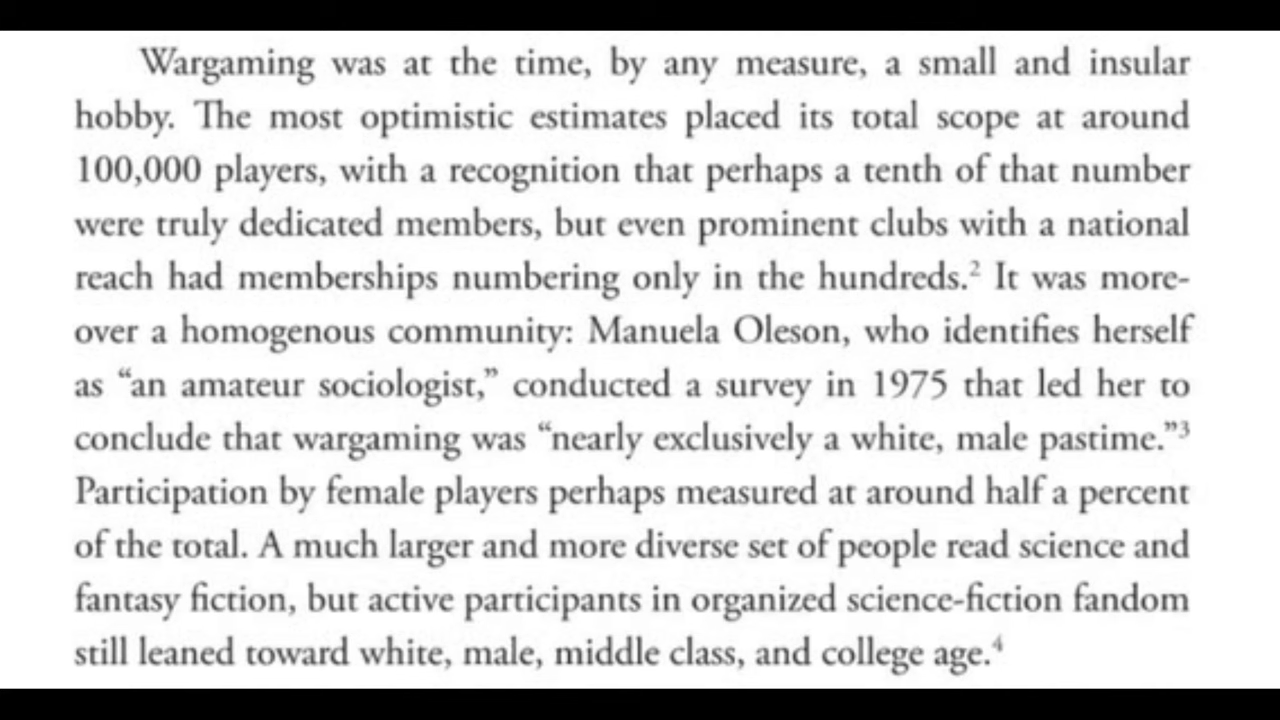 Wargaming was at the time, by any measure, a small and insular
hobby. The most optimistic estimates placed its total scope at around
100,000 players, with a recognition that perhaps a tenth of that number
were truly dedicated members, but even prominent clubs with a national
reach had memberships numbering only in the hundreds.² It was more-
over a homogenous community: Manuela Oleson, who identifies herself
as “an amateur sociologist,” conducted a survey in 1975 that led her to
conclude that wargaming was “nearly exclusively a white, male pastime.”³
Participation by female players perhaps measured at around half a percent
of the total. A much larger and more diverse set of people read science and
fantasy fiction, but active participants in organized science-fiction fandom
still leaned toward white, male, middle class, and college age.⁴